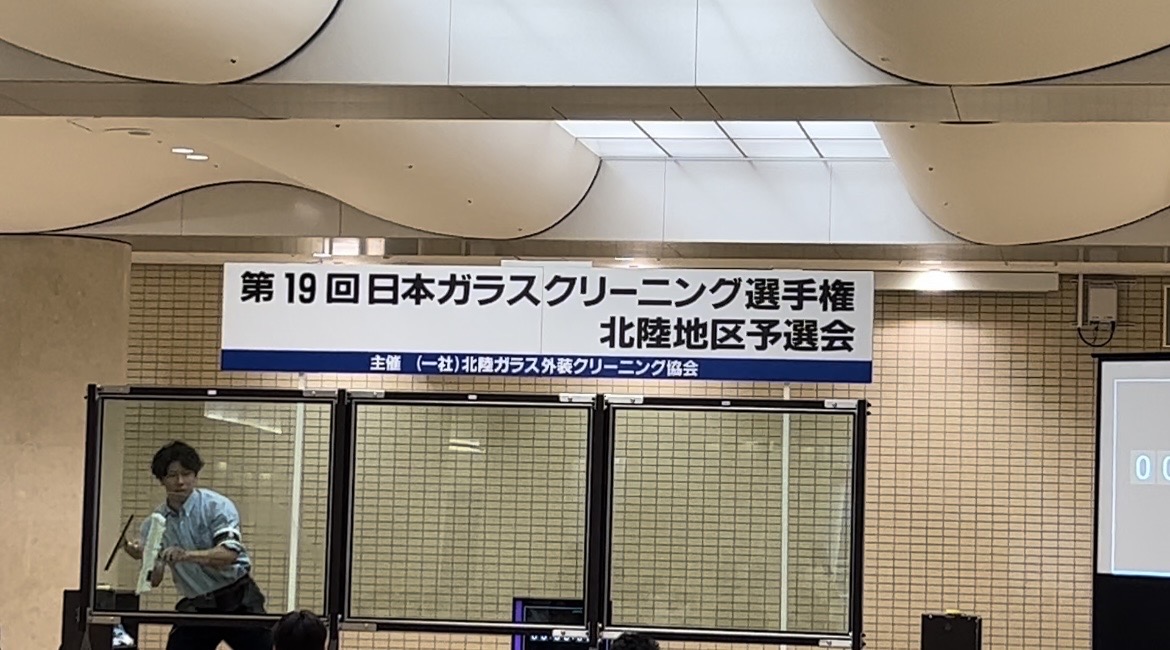 第19回日本ガラスクリーニング選手権
北陸地区予選会
主催 (一社)北陸ガラス外装クリーニング協会
0